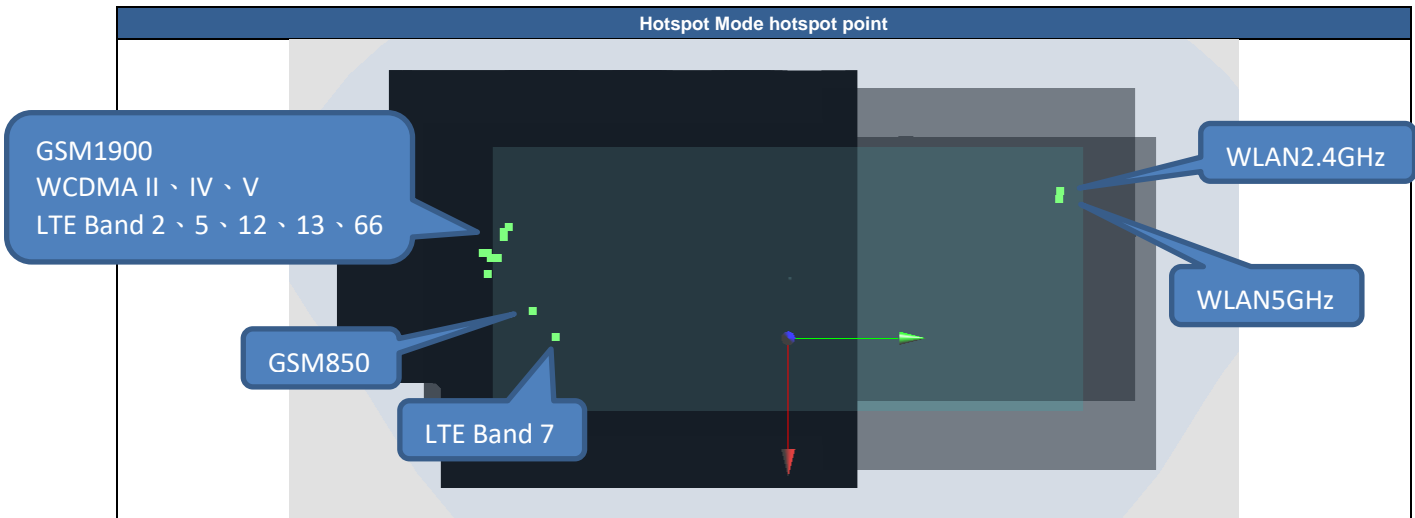 Hotspot Mode hotspot point
GSM1900
WCDMA II、IV、V
LTE Band 2、5、12、13、66
WLAN2.4GHz
WLAN5GHz
GSM850
LTE Band 7